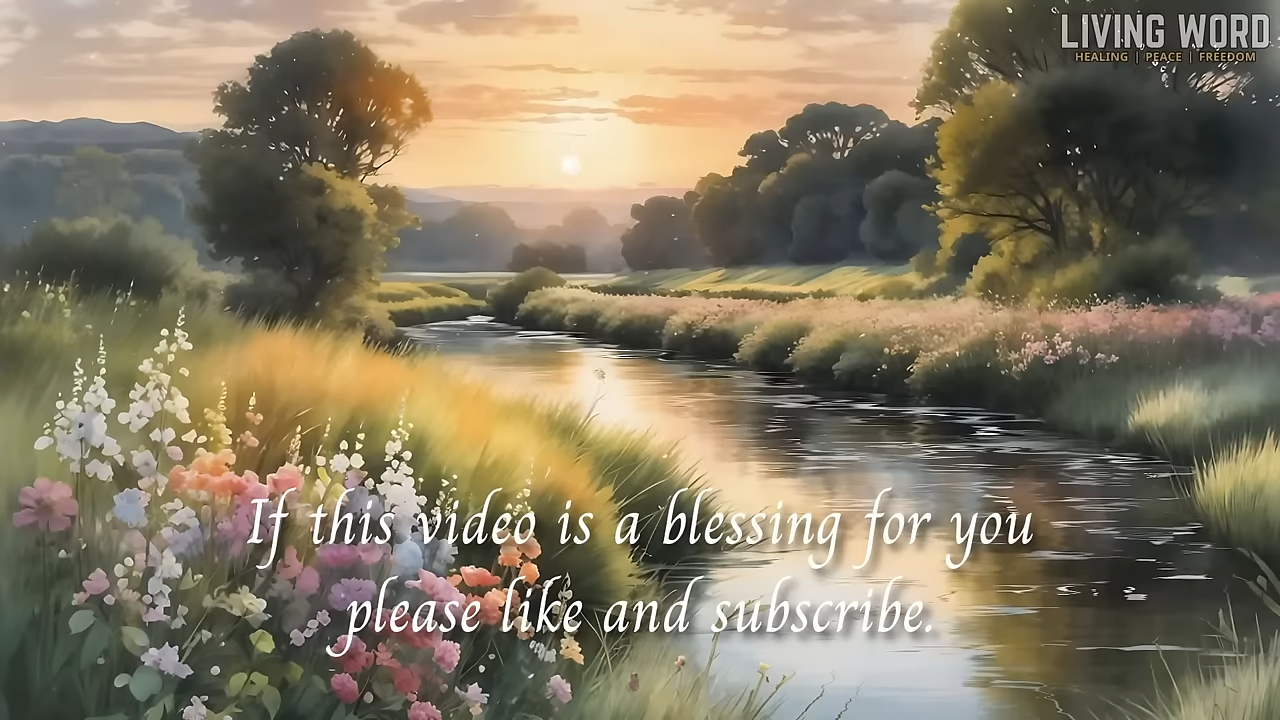 LIVING WORD
HEALING | PEACE | FREEDOM
If this video is a blessing for you
please like and subscribe.